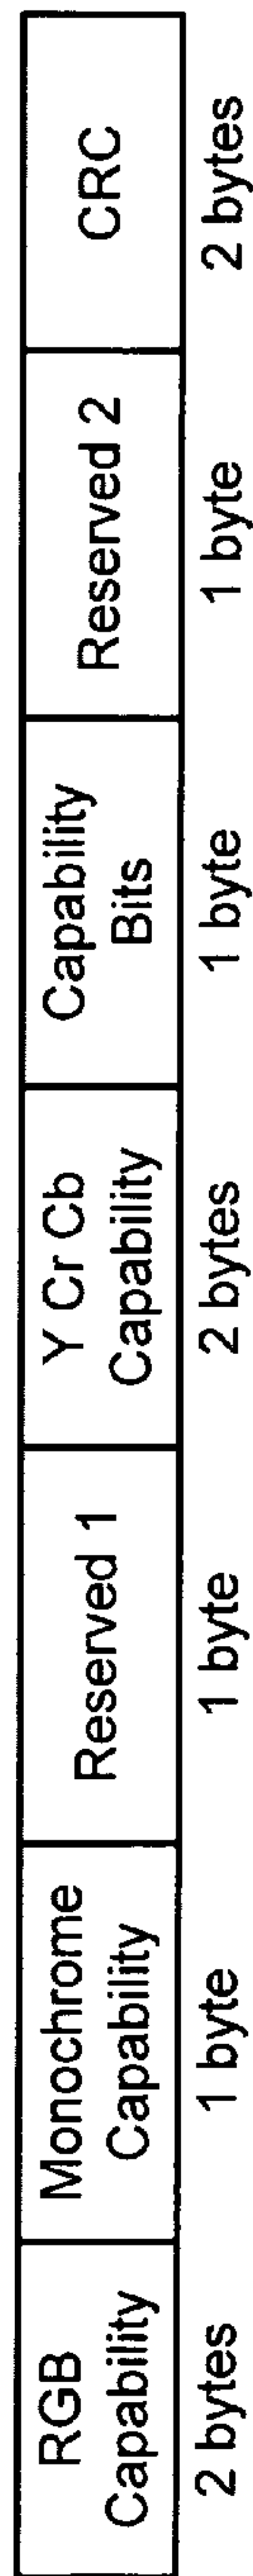 RGB
Capability
2 bytes
Monochrome
Capability
1 byte
Reserved 1
1 byte
Y Cr Cb
Capability
2 bytes
Capability
Bits
1 byte
Reserved 2
1 byte
CRC
2 bytes